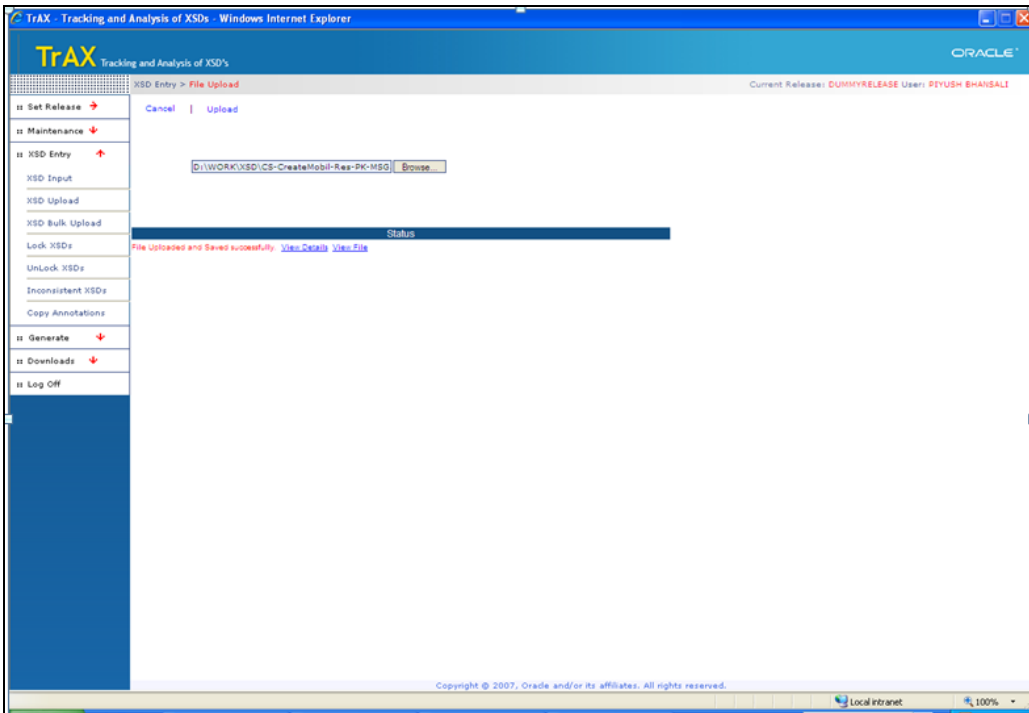 TrAX - Tracking and Analysis of XSDs - Windows Internet Explorer
TrAX Tracking and Analysis of XSD's
ORACLE
XSD Entry > File Upload
Current Release: DUMMYRELEASE User: PIYUSH BHANSALI
:: Set Release
Cancel | Upload
:: Maintenance
:: XSD Entry
D:\WORK\XSD\CS-CreateMobil-Res-PK-MSG Browse...
XSD Input
XSD Upload
XSD Bulk Upload
Status
Lock XSDs
File Uploaded and Saved successfully. View Details View File
UnLock XSDs
Inconsistent XSDs
Copy Annotations
:: Generate
:: Downloads
:: Log Off
Copyright © 2007, Oracle and/or its affiliates. All rights reserved.
Local intranet
100%